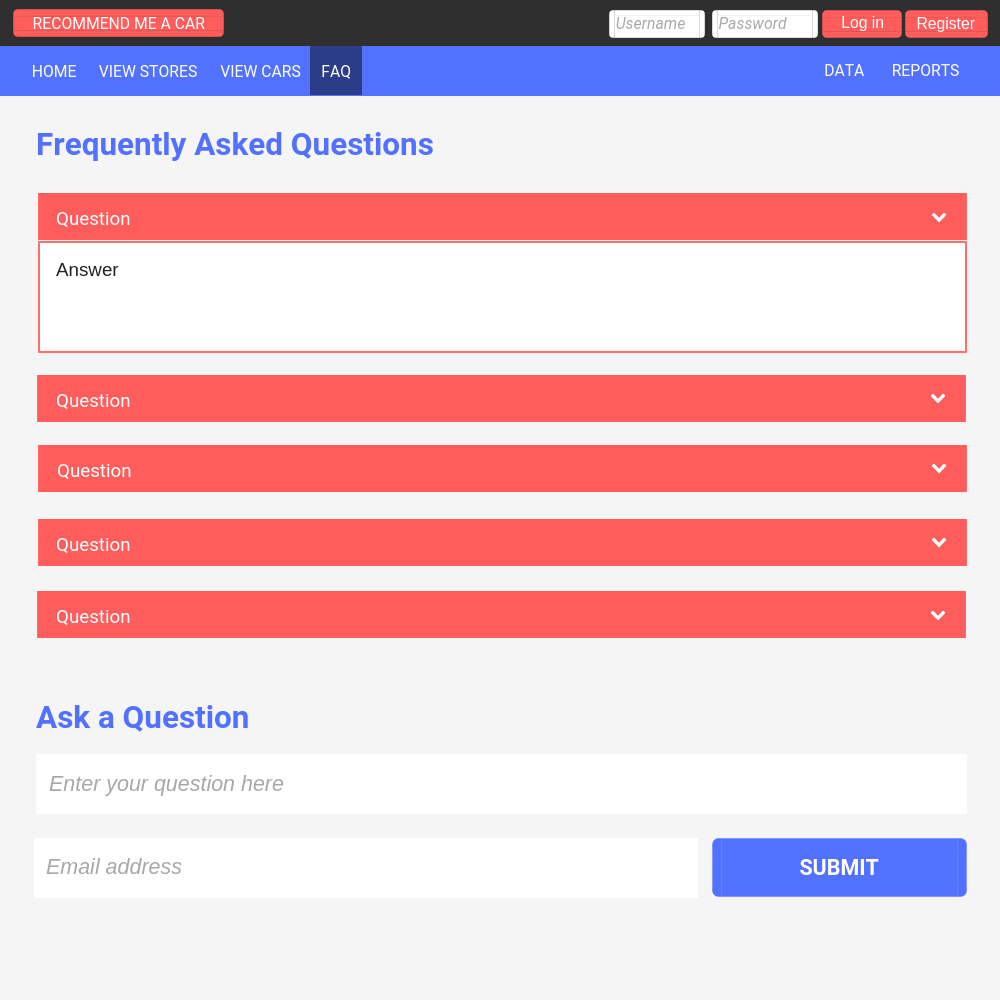 RECOMMEND ME A CAR Username Password Log in Register
HOME VIEW STORES VIEW CARS FAQ DATA REPORTS
Frequently Asked Questions
Question
Answer
Question
Question
Question
Question
Ask a Question
Enter your question here
Email address SUBMIT